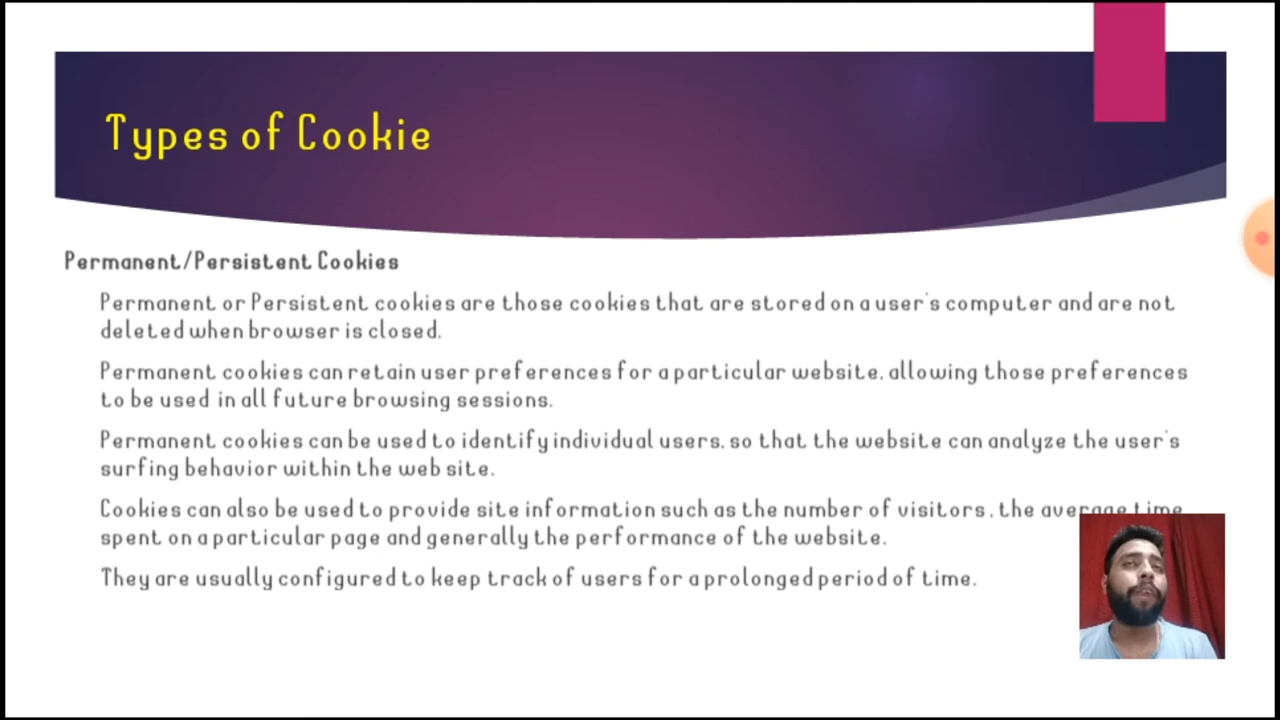 Types of Cookie
Permanent/Persistent Cookies
Permanent or Persistent cookies are those cookies that are stored on a user's computer and are not
deleted when browser is closed.
Permanent cookies can retain user preferences for a particular website, allowing those preferences
to be used in all future browsing sessions.
Permanent cookies can be used to identify individual users, so that the website can analyze the user's
surfing behavior within the web site.
Cookies can also be used to provide site information such as the number of visitors, the average time
spent on a particular page and generally the performance of the website.
They are usually configured to keep track of users for a prolonged period of time.